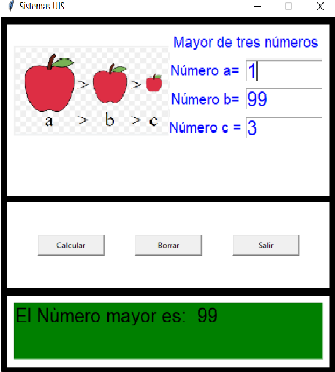 Sistemas UIS
Mayor de tres números
Número a= 1
Número b= 99
Número c = 3
> >
a > b > c
Calcular Borrar Salir
El Número mayor es: 99